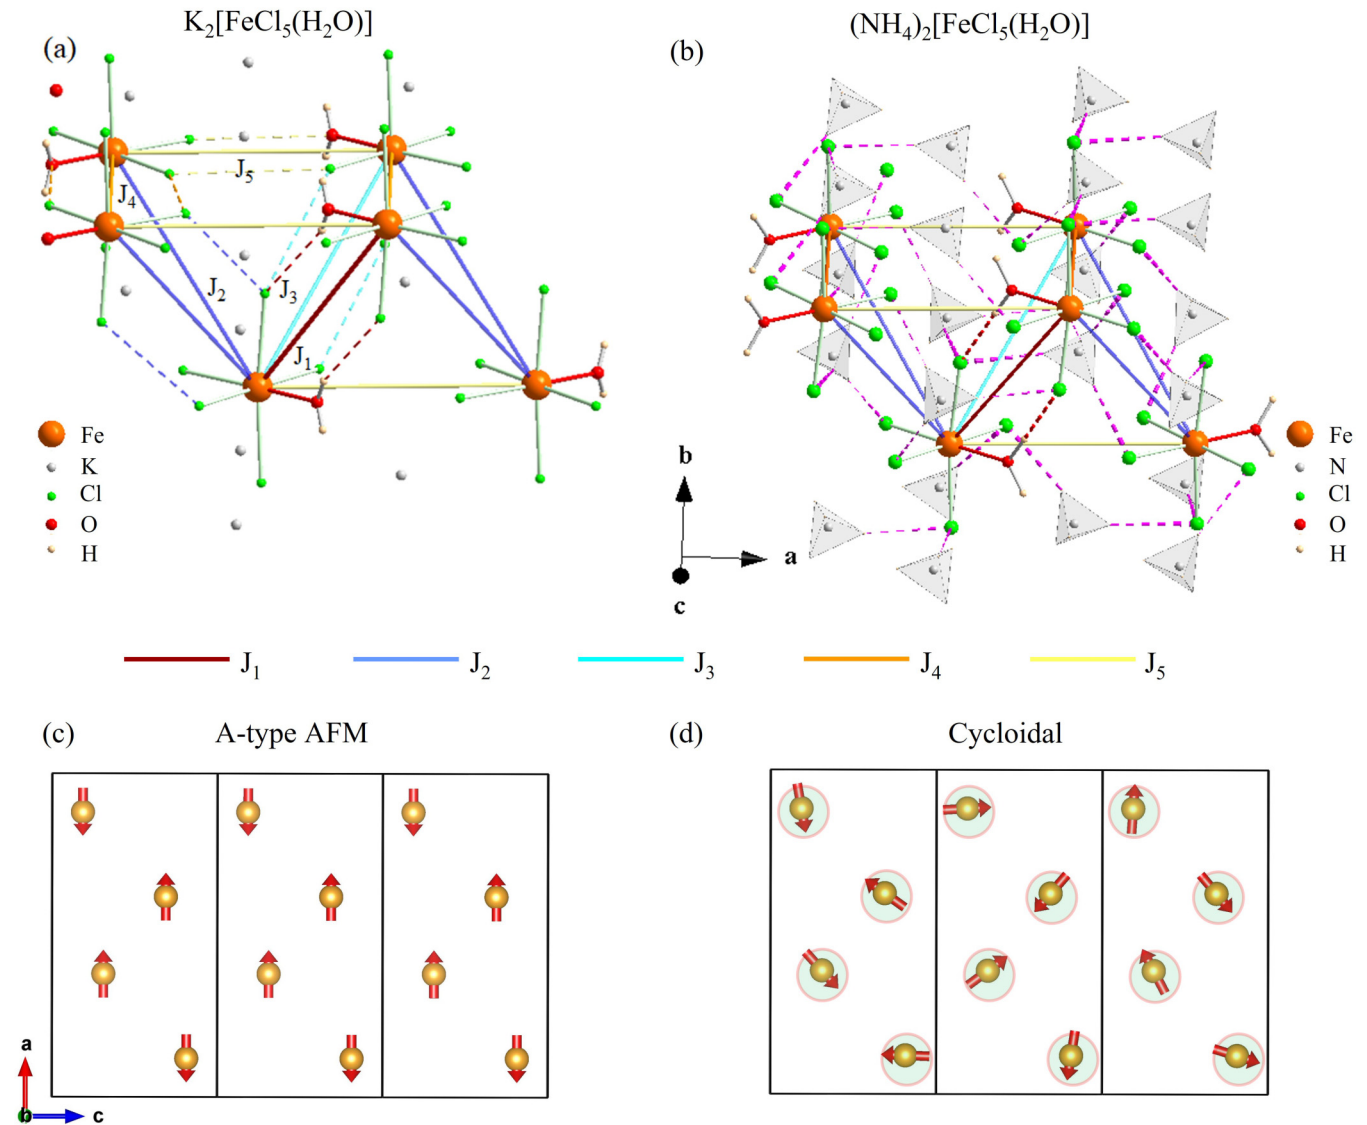 K₂[FeCl₅(H₂O)]
(NH₄)₂[FeCl₅(H₂O)]
(a)
(b)
J₅
J₄
J₂
J₃
J₁
Fe
K
Cl
O
H
Fe
N
Cl
O
H
b
a
c
J₁
J₂
J₃
J₄
J₅
(c)
A-type AFM
(d)
Cycloidal
a
b
c